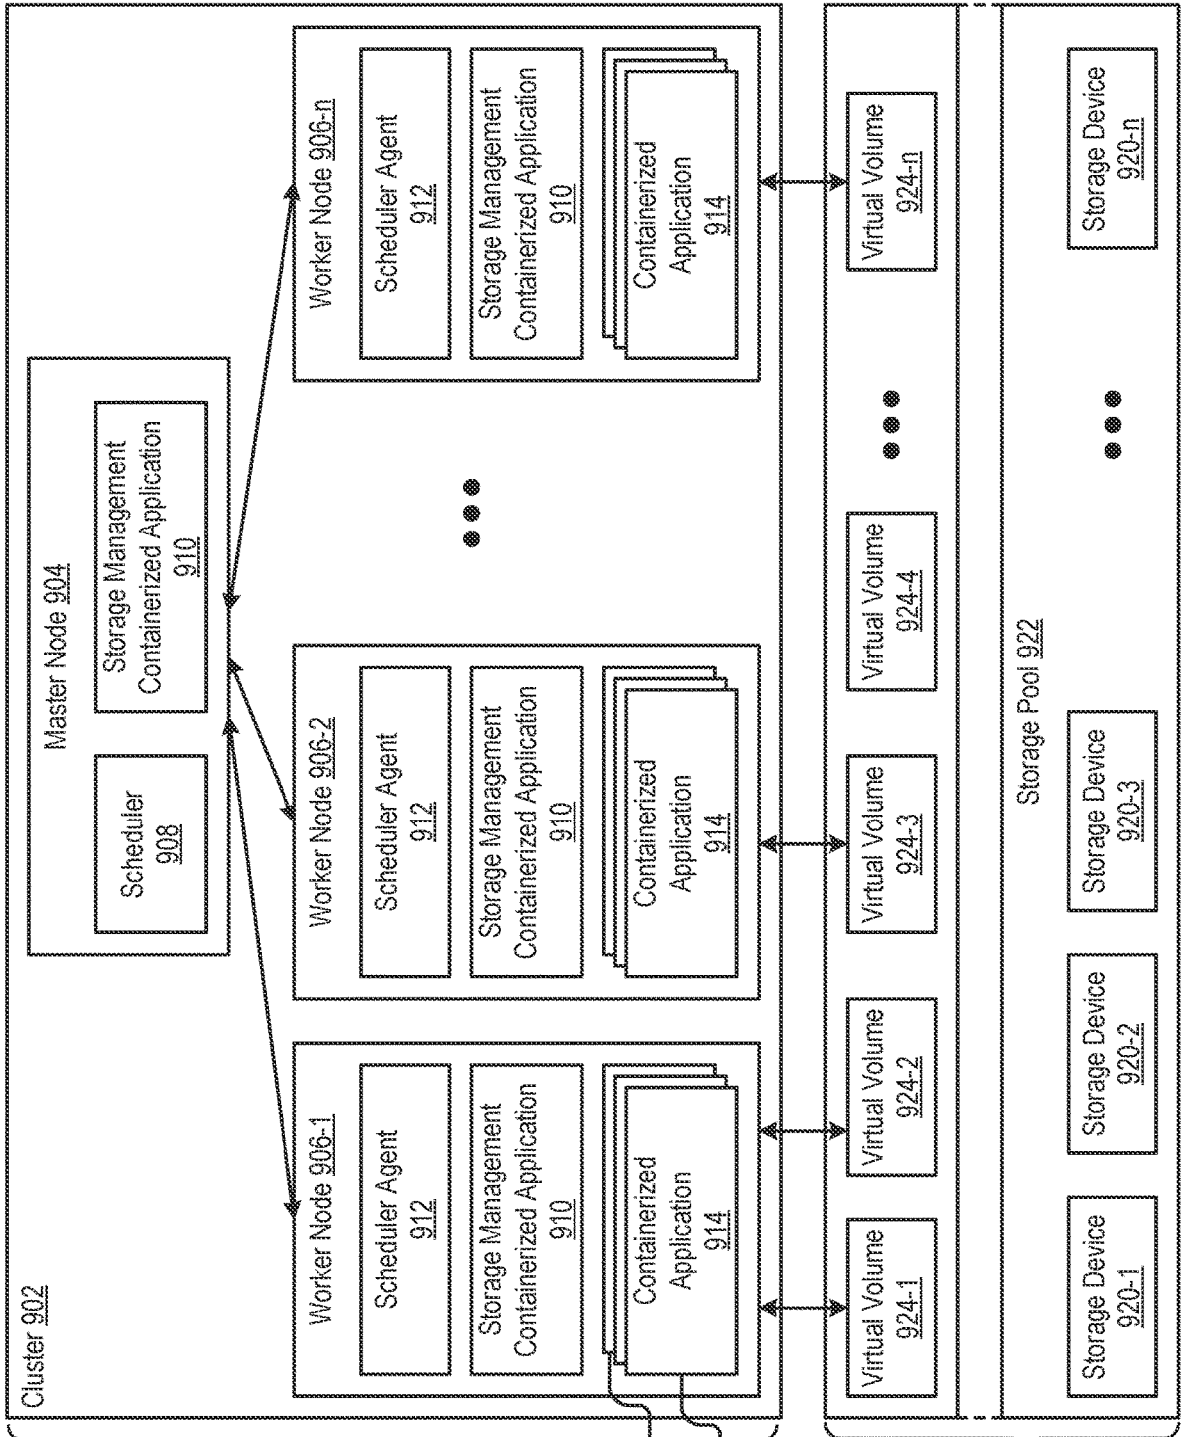 Cluster 902
Master Node 904
Scheduler
908
Storage Management
Containerized Application
910
Worker Node 906-1
Scheduler Agent
912
Storage Management
Containerized Application
910
Containerized
Application
914
Worker Node 906-2
Scheduler Agent
912
Storage Management
Containerized Application
910
Containerized
Application
914
Worker Node 906-n
Scheduler Agent
912
Storage Management
Containerized Application
910
Containerized
Application
914
Virtual Volume
924-1
Virtual Volume
924-2
Virtual Volume
924-3
Virtual Volume
924-4
Virtual Volume
924-n
Storage Pool 922
Storage Device
920-1
Storage Device
920-2
Storage Device
920-3
Storage Device
920-n